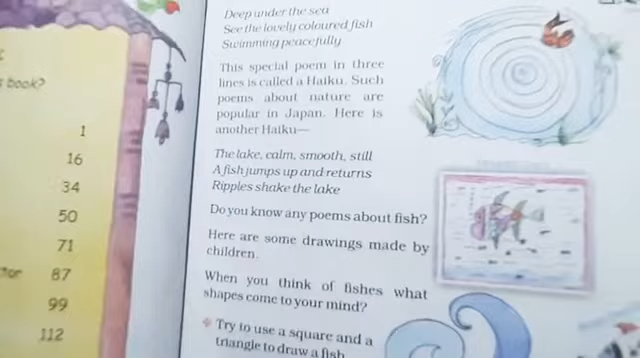 s book?
1
16
34
50
71
87
99
112
Deep under the sea
See the lovely coloured fish
Swimming peacefully
This special poem in three
lines is called a Haiku. Such
poems about nature are
popular in Japan. Here is
another Haiku—
The lake, calm, smooth, still
A fish jumps up and returns
Ripples shake the lake
Do you know any poems about fish?
Here are some drawings made by
children.
When you think of fishes what
shapes come to your mind?
Try to use a square and a
triangle to draw a fish